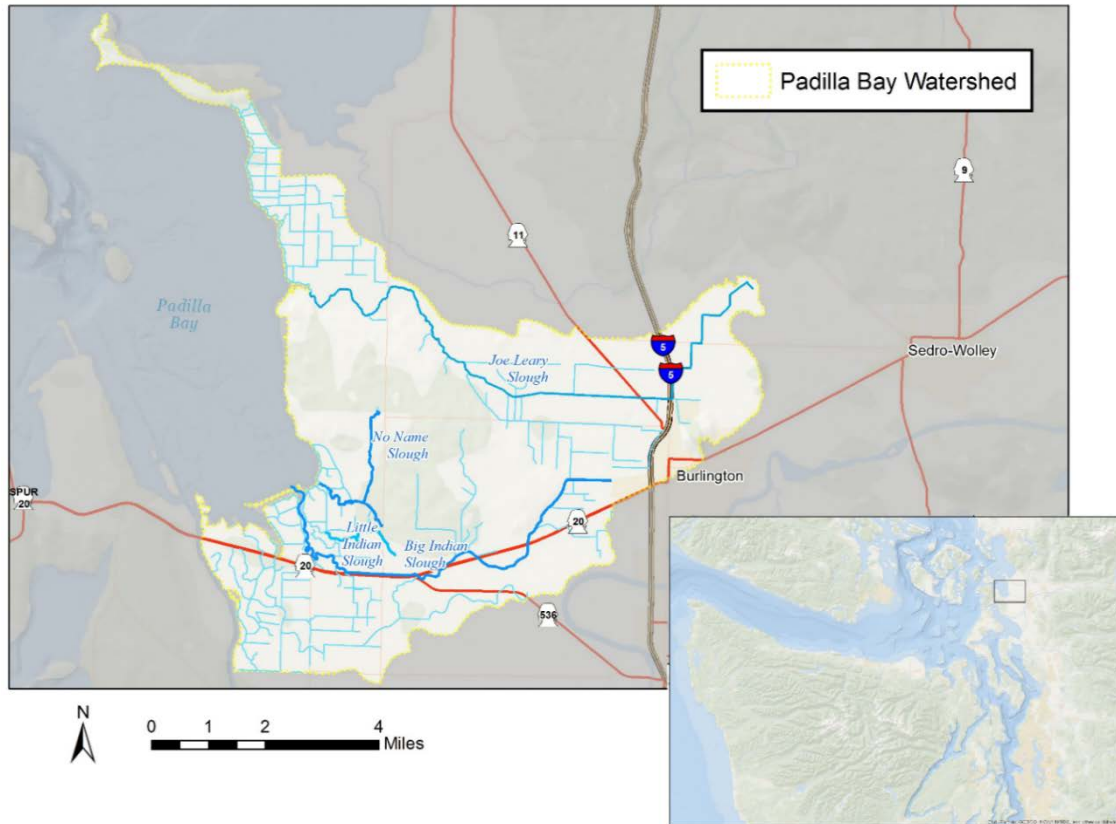 Padilla Bay Watershed
9
11
Padilla
Bay
5
Sedro-Wolley
Joe Leary
Slough
5
No Name
Slough
Burlington
SPUR
20
20
Little
Indian
Slough
Big Indian
Slough
20
536
N
0 1 2 4
Miles